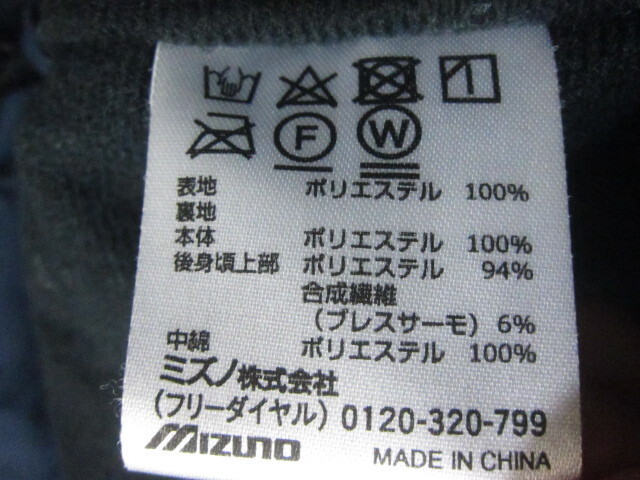 F W
表地 ポリエステル 100%
裏地
本体 ポリエステル 100%
後身頃上部 ポリエステル 94%
合成繊維
(ブレスサーモ) 6%
中綿 ポリエステル 100%
ミズノ株式会社
(フリーダイヤル) 0120-320-799
MIZUNO MADE IN CHINA